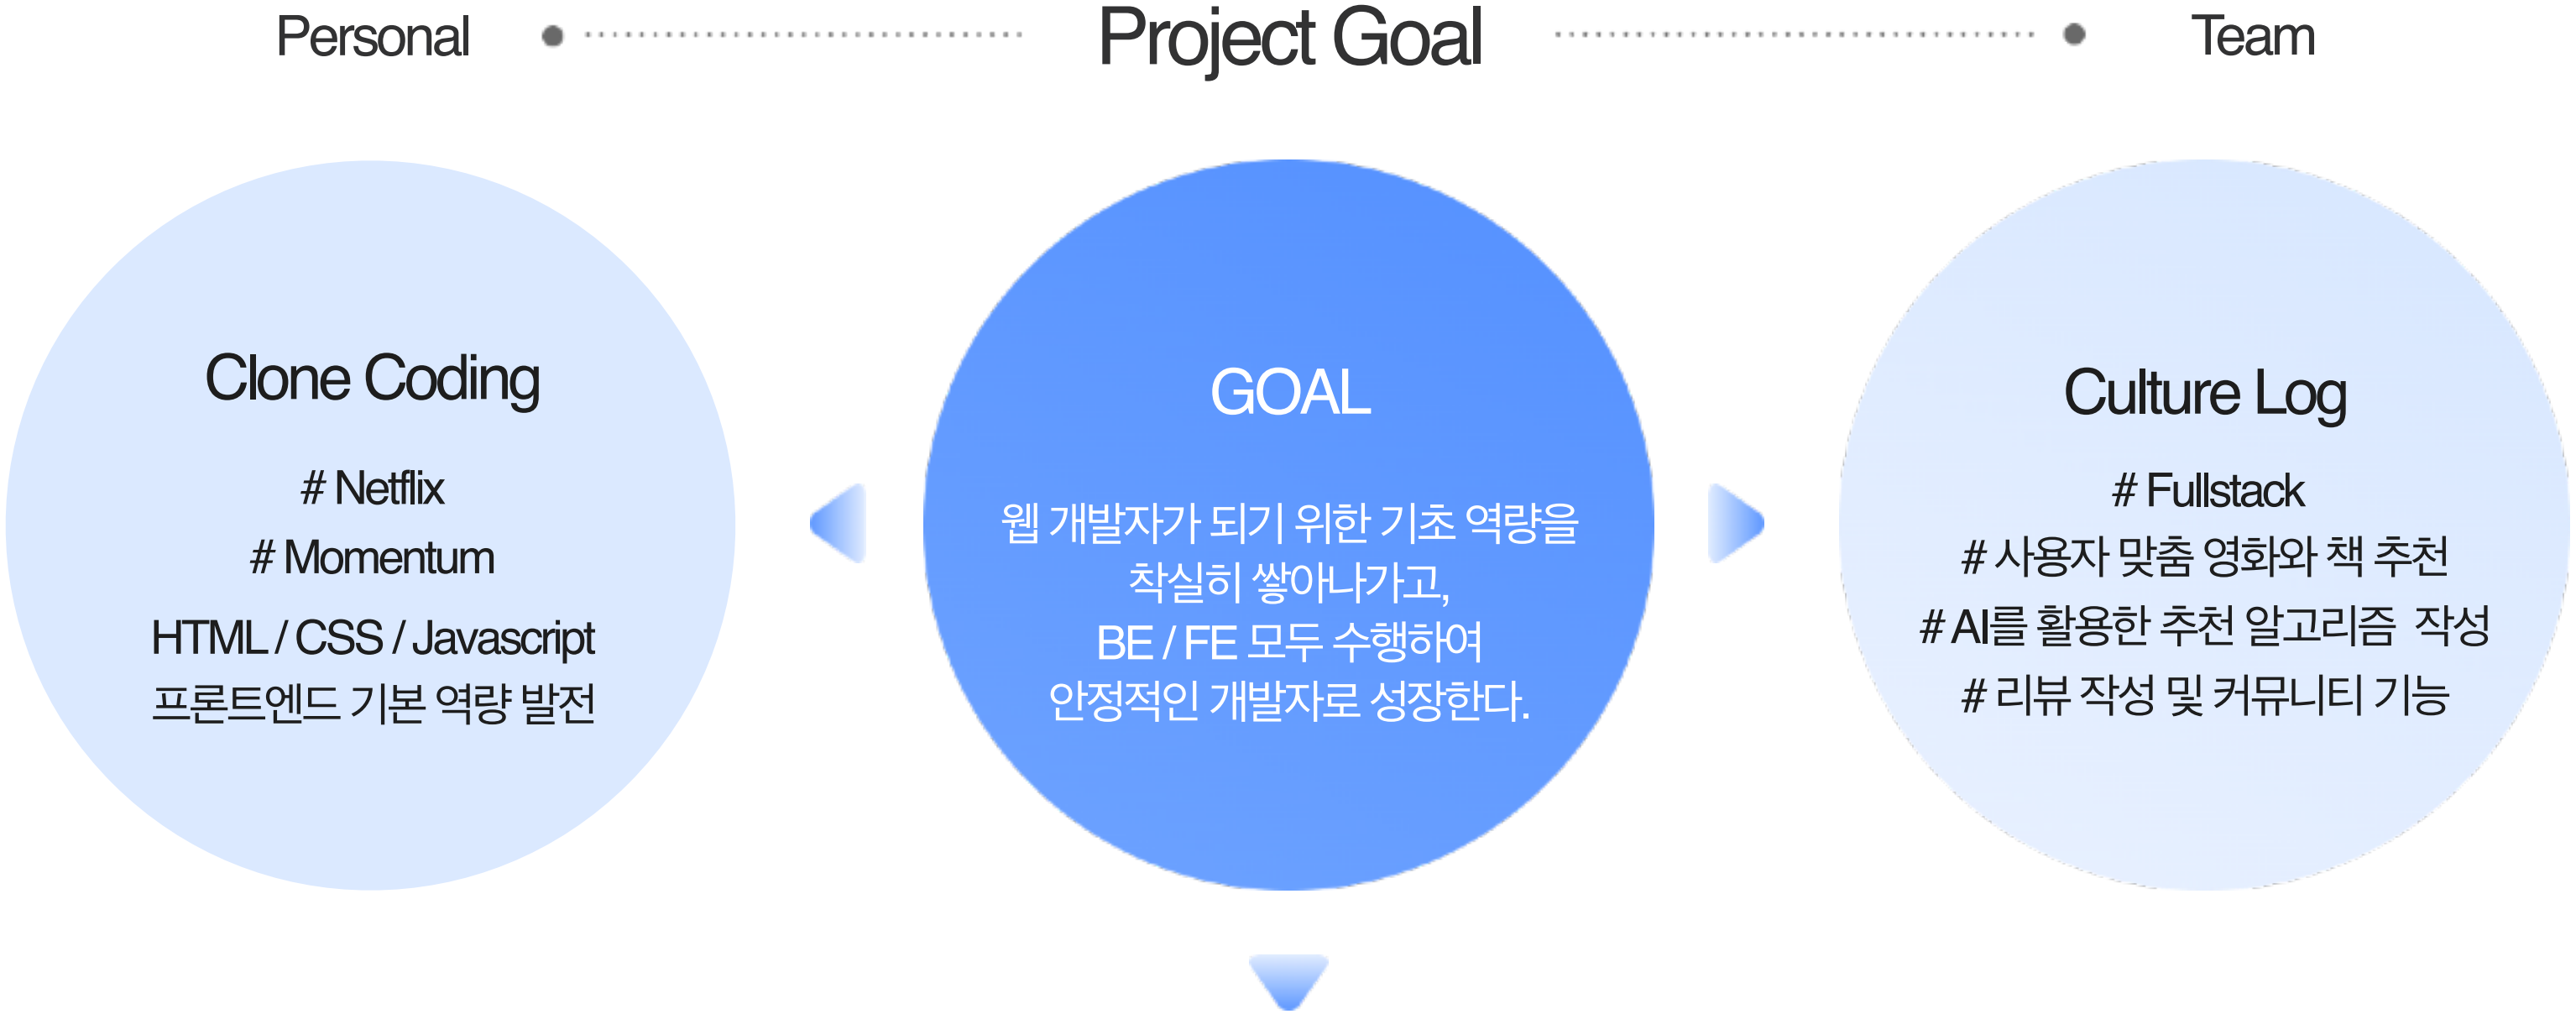 Personal
Project Goal
Team
Clone Coding
# Netflix
# Momentum
HTML / CSS / Javascript
프론트엔드 기본 역량 발전
GOAL
웹 개발자가 되기 위한 기초 역량을
착실히 쌓아나가고,
BE / FE 모두 수행하여
안정적인 개발자로 성장한다.
Culture Log
# Fullstack
# 사용자 맞춤 영화와 책 추천
# AI를 활용한 추천 알고리즘 작성
# 리뷰 작성 및 커뮤니티 기능